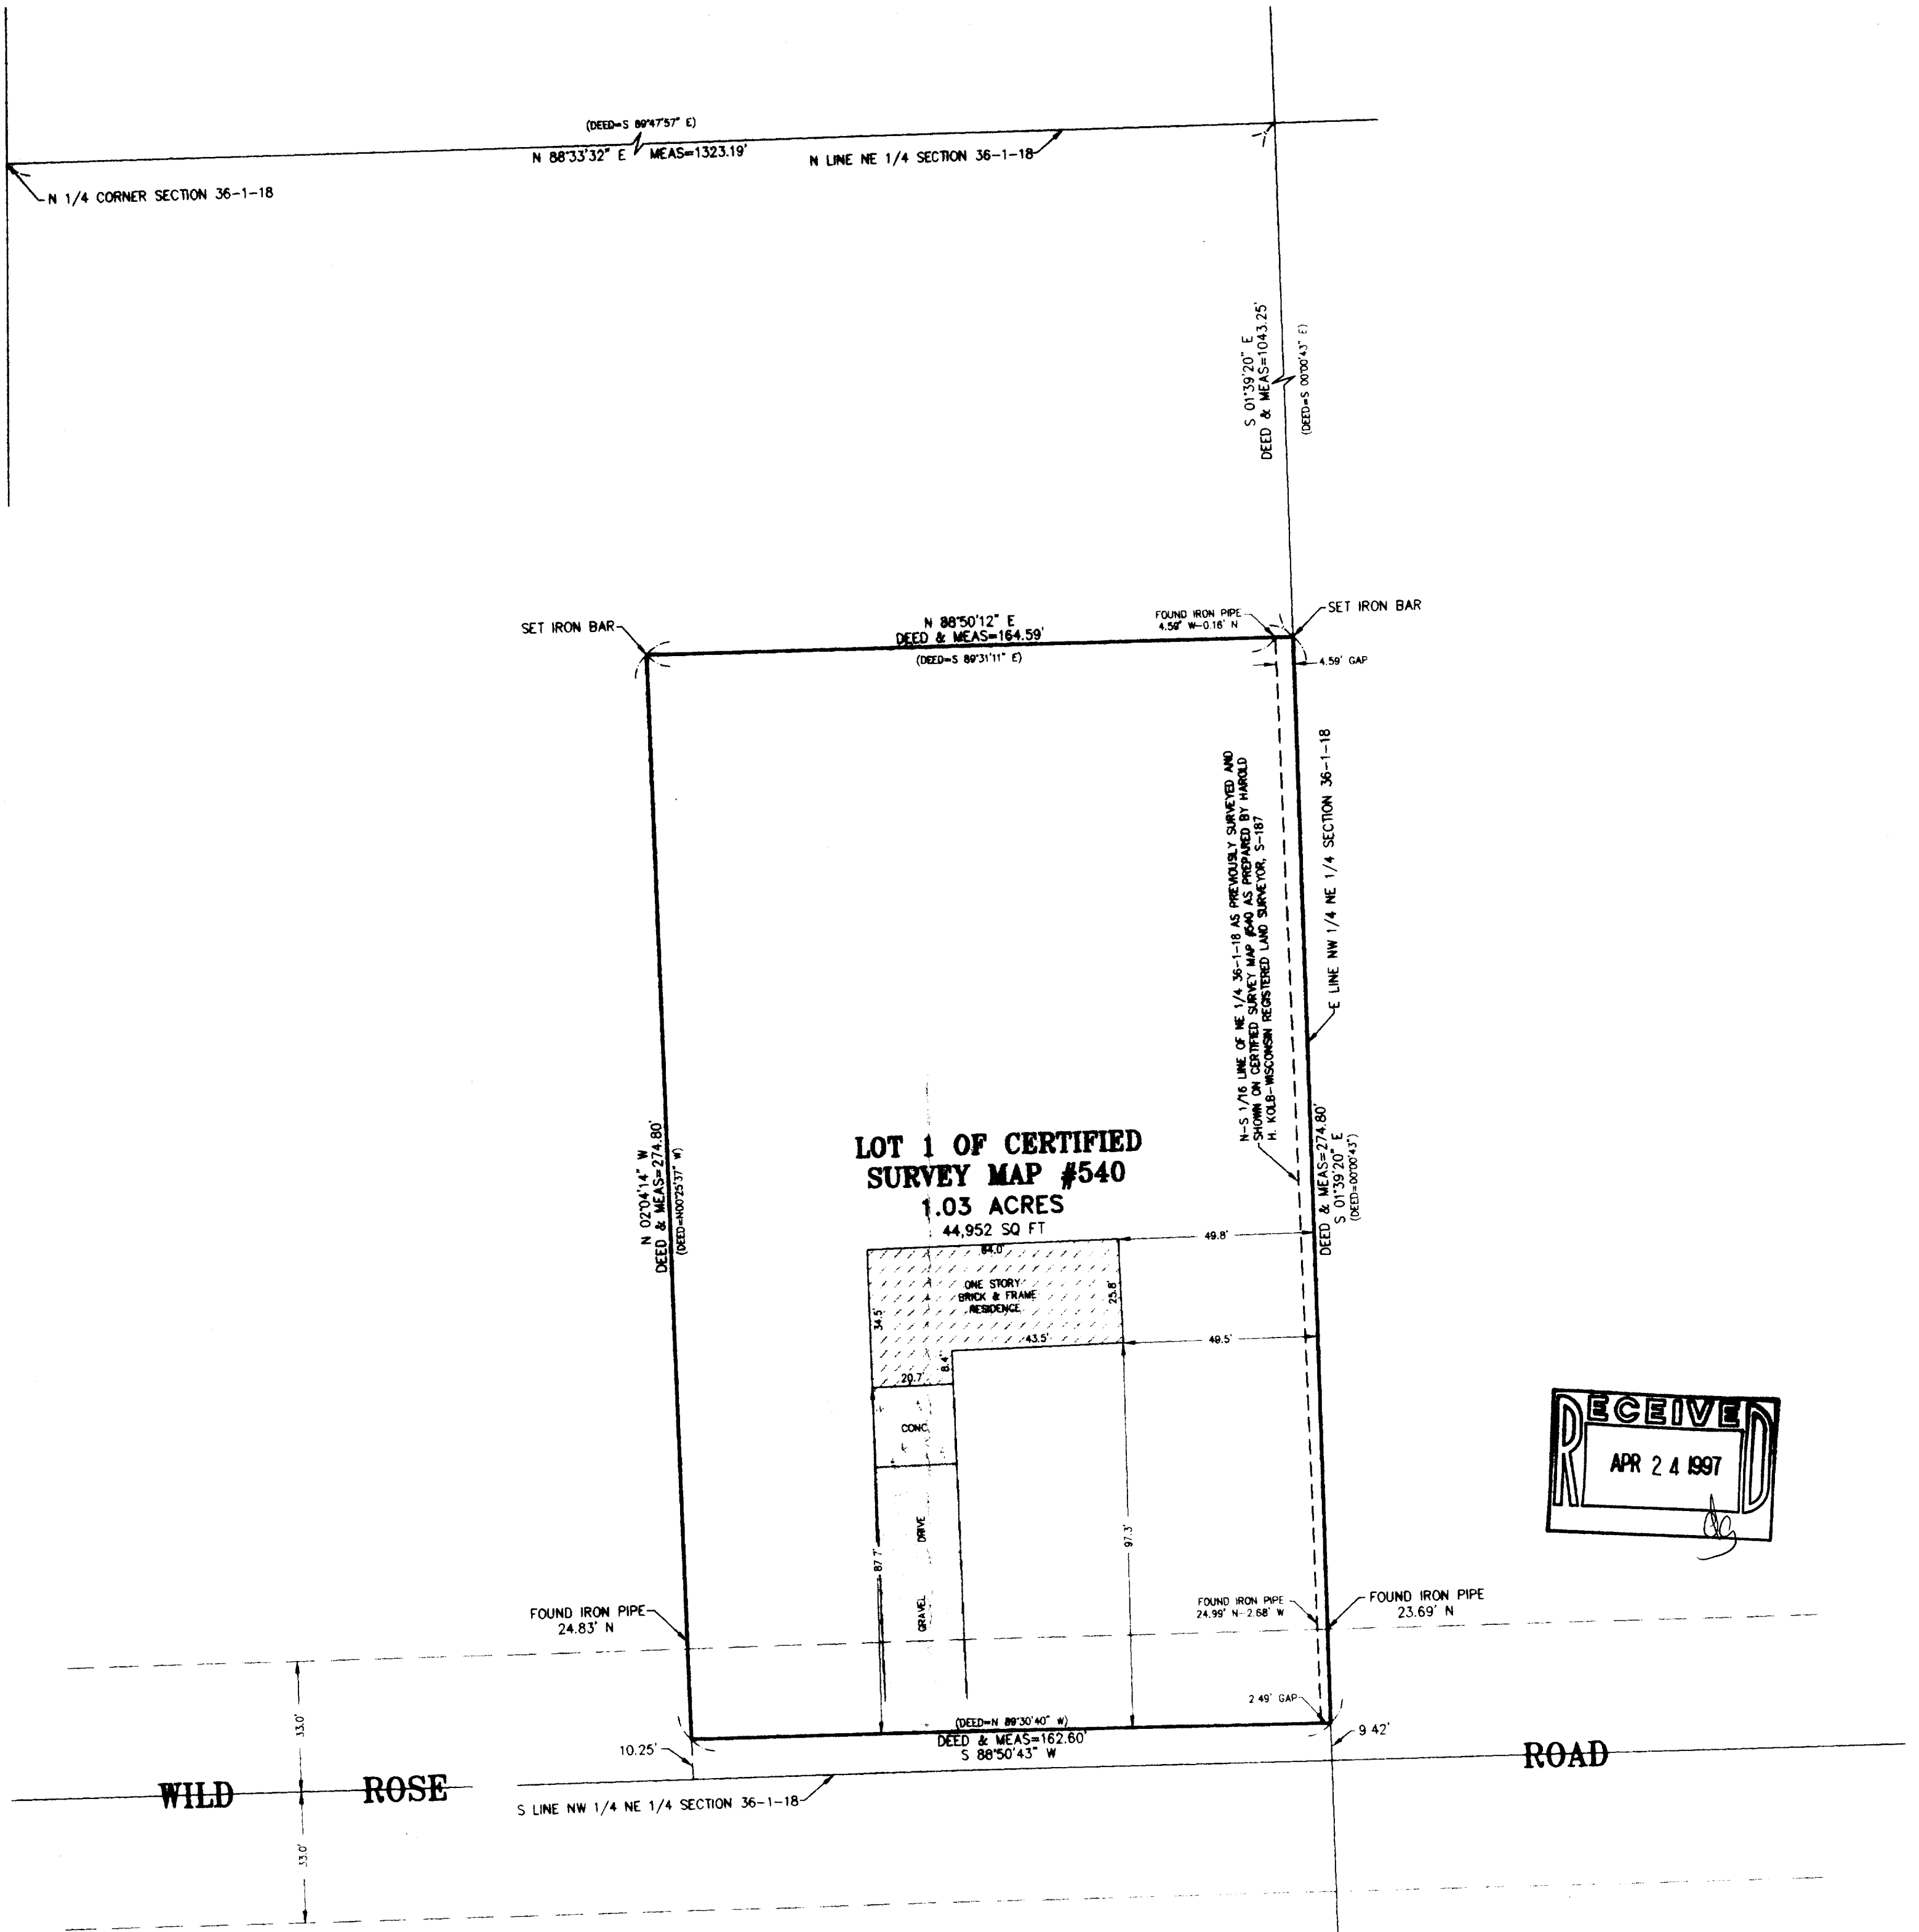 (DEED=S 89°47'57" E)
N 88°33'32" E MEAS=1323.19'
N LINE NE 1/4 SECTION 36-1-18
N 1/4 CORNER SECTION 36-1-18
S 01°39'20" E
DEED & MEAS=1043.25'
(DEED=S 00°00'43" E)
SET IRON BAR
N 88°50'12" E
DEED & MEAS=164.59'
(DEED=S 89°31'11" E)
FOUND IRON PIPE
4.59' W-0.16' N
SET IRON BAR
4.59' GAP
N-S 1/16 LINE OF NE 1/4 36-1-18 AS PREVIOUSLY SURVEYED AND
SHOWN ON CERTIFIED SURVEY MAP #540 AS PREPARED BY HAROLD
H. KOLB-WISCONSIN REGISTERED LAND SURVEYOR, S-187
E LINE NW 1/4 NE 1/4 SECTION 36-1-18
N 02°04'14" W
DEED & MEAS=274.80'
(DEED=N00°25'37" W)
LOT 1 OF CERTIFIED
SURVEY MAP #540
1.03 ACRES
44,952 SQ FT
DEED & MEAS=274.80'
S 01°39'20" E
(DEED=00°00'43")
64.0'
49.8'
ONE STORY
BRICK & FRAME
RESIDENCE
34.5'
25.8'
43.5'
49.5'
8.4'
20.7'
CONC.
GRAVEL DRIVE
87.7'
97.3'
RECEIVED
APR 24 1997
FOUND IRON PIPE
24.83' N
FOUND IRON PIPE
24.99' N-2.68' W
FOUND IRON PIPE
23.69' N
2.49' GAP
(DEED=N 89°30'40" W)
DEED & MEAS=162.60'
S 88°50'43" W
10.25'
9.42'
33.0'
33.0'
WILD ROSE ROAD
S LINE NW 1/4 NE 1/4 SECTION 36-1-18